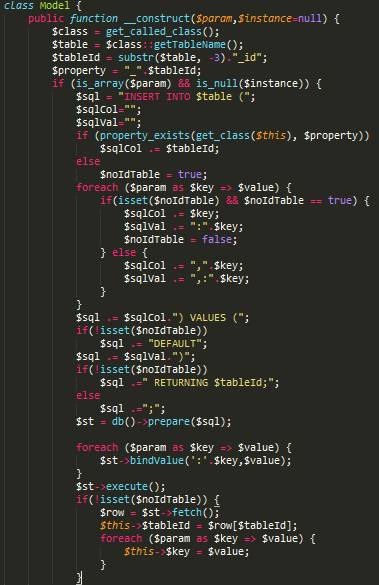 class Model {
public function __construct($param,$instance=null) {
$class = get_called_class();
$table = $class::getTableName();
$tableId = substr($table, -3)."_id";
$property = "_".$tableId;
if (is_array($param) && is_null($instance)) {
$sql = "INSERT INTO $table (";
$sqlCol="";
$sqlVal="";
if (property_exists(get_class($this), $property))
$sqlCol .= $tableId;
else
$noIdTable = true;
foreach ($param as $key => $value) {
if(isset($noIdTable) && $noIdTable == true) {
$sqlCol .= $key;
$sqlVal .= ":".$key;
$noIdTable = false;
} else {
$sqlCol .= ",".$key;
$sqlVal .= ",:".$key;
}
}
$sql .= $sqlCol.") VALUES (";
if(!isset($noIdTable))
$sql .= "DEFAULT";
$sql .= $sqlVal.")";
if(!isset($noIdTable))
$sql .=" RETURNING $tableId;";
else
$sql .=";";
$st = db()->prepare($sql);
foreach ($param as $key => $value) {
$st->bindValue(':'.$key,$value);
}
$st->execute();
if(!isset($noIdTable)) {
$row = $st->fetch();
$this->$tableId = $row[$tableId];
foreach ($param as $key => $value) {
$this->$key = $value;
}
}